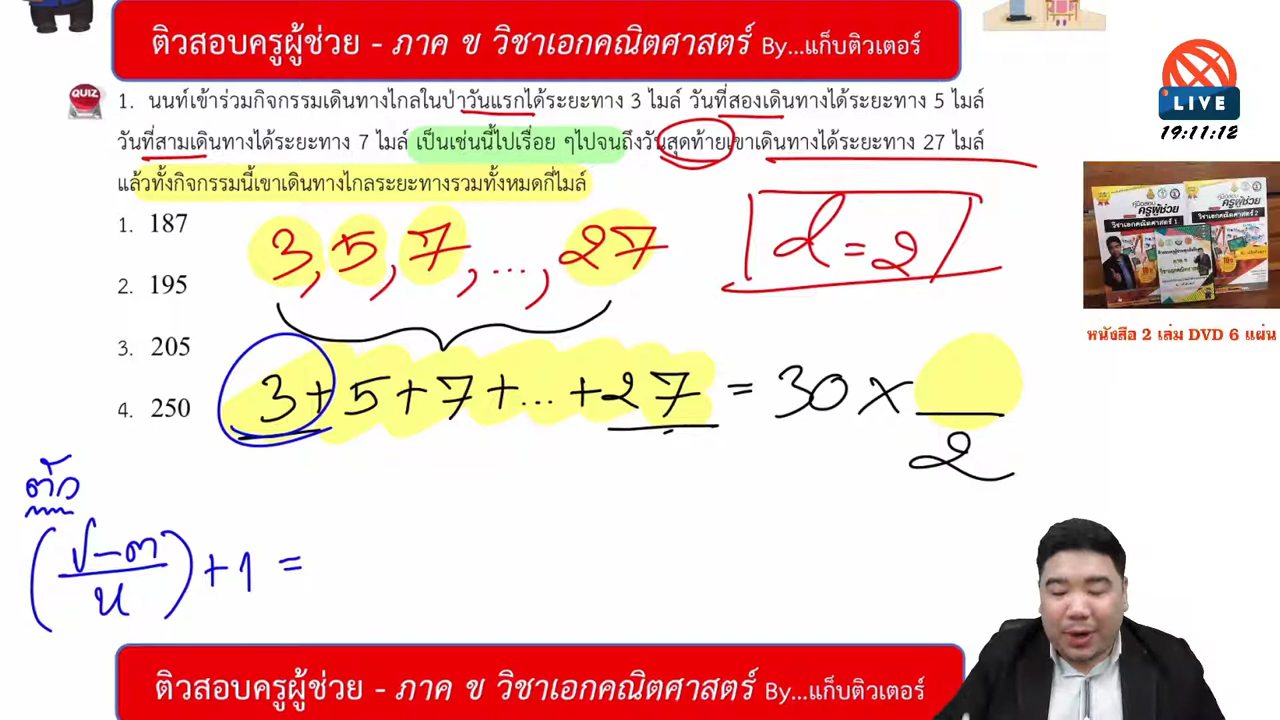 ติวสอบครูผู้ช่วย - ภาค ข วิชาเอกคณิตศาสตร์ By...แก็บติวเตอร์
LIVE
19:11:12
QUIZ
1. นนท์เข้าร่วมกิจกรรมเดินทางไกลในป่าวันแรกได้ระยะทาง 3 ไมล์ วันที่สองเดินทางได้ระยะทาง 5 ไมล์
วันที่สามเดินทางได้ระยะทาง 7 ไมล์ เป็นเช่นนี้ไปเรื่อย ๆไปจนถึงวันสุดท้ายเขาเดินทางได้ระยะทาง 27 ไมล์
แล้วทั้งกิจกรรมนี้เขาเดินทางไกลระยะทางรวมทั้งหมดกี่ไมล์
1. 187
3, 5, 7, ..., 27
d = 2
2. 195
หนังสือ 2 เล่ม DVD 6 แผ่น
3. 205
3 + 5 + 7 + ... + 27 = 30 × __
2
4. 250
ตัว
(ป-ต / ห) + 1 =
ติวสอบครูผู้ช่วย - ภาค ข วิชาเอกคณิตศาสตร์ By...แก็บติวเตอร์